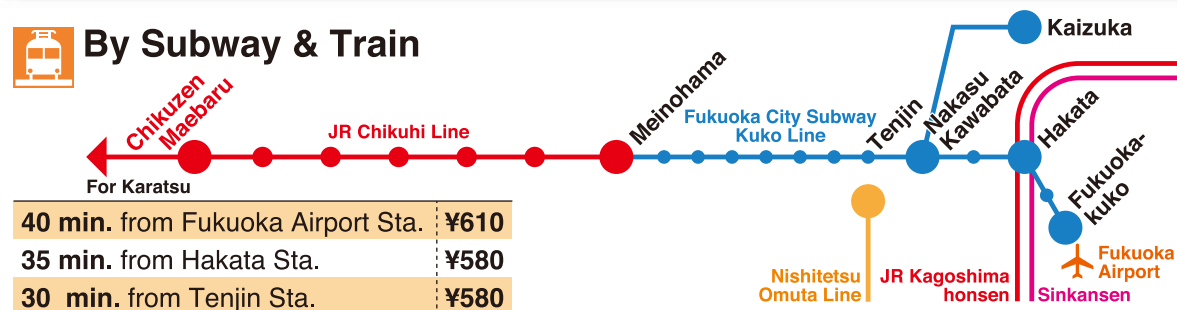 By Subway & Train
Kaizuka
Chikuzen
Maebaru
JR Chikuhi Line
Meinohama
Fukuoka City Subway
Kuko Line
Tenjin
Nakasu
Kawabata
Hakata
Fukuoka-
kuko
For Karatsu
40 min. from Fukuoka Airport Sta. ¥610
35 min. from Hakata Sta. ¥580
30 min. from Tenjin Sta. ¥580
Nishitetsu
Omuta Line
JR Kagoshima
honsen
Sinkansen
Fukuoka
Airport